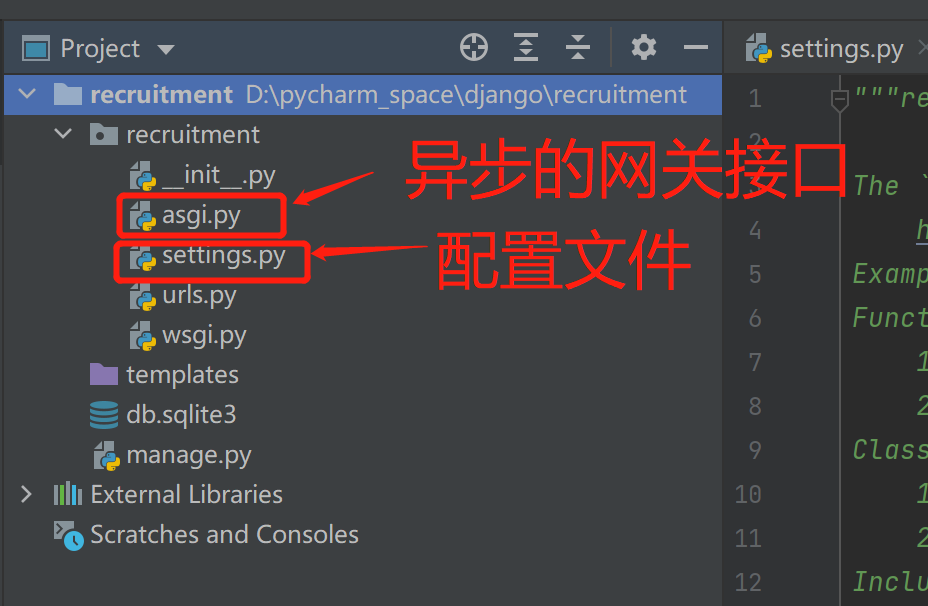 Project
settings.py
recruitment D:\pycharm_space\django\recruitment
recruitment
__init__.py
asgi.py
settings.py
urls.py
wsgi.py
templates
db.sqlite3
manage.py
External Libraries
Scratches and Consoles
异步的网关接口
配置文件
1 """re
2
The `
4 h
5 Examp
6 Funct
7 1
8 2
9 Class
10 1
11 2
12 Inclu